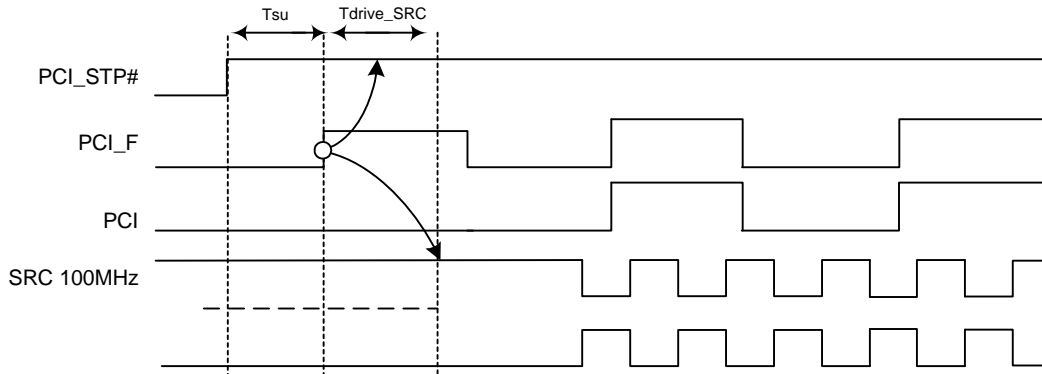 Tsu
Tdrive_SRC
PCI_STP#
PCI_F
PCI
SRC 100MHz